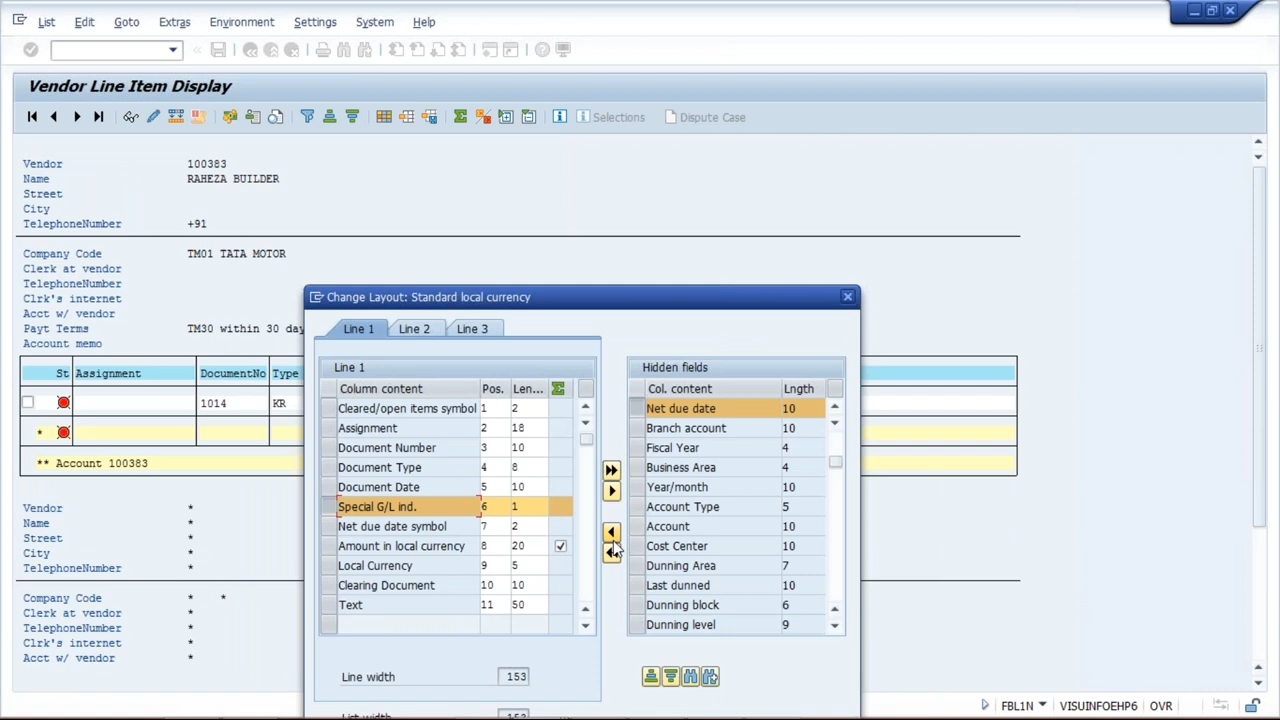 List Edit Goto Extras Environment Settings System Help
Vendor Line Item Display
Selections Dispute Case
Vendor 100383
Name RAHEZA BUILDER
Street
City
TelephoneNumber +91
Company Code TM01 TATA MOTOR
Clerk at vendor
TelephoneNumber
Clrk's internet
Acct w/ vendor
Payt Terms TM30 within 30 day
Account memo
St Assignment DocumentNo Type
1014 KR
*
** Account 100383
Vendor *
Name *
Street *
City *
TelephoneNumber *
Company Code * *
Clerk at vendor *
TelephoneNumber *
Clrk's internet *
Acct w/ vendor *
Change Layout: Standard local currency
Line 1 Line 2 Line 3
Line 1
Column content Pos. Len...
Cleared/open items symbol 1 2
Assignment 2 18
Document Number 3 10
Document Type 4 8
Document Date 5 10
Special G/L ind. 6 1
Net due date symbol 7 2
Amount in local currency 8 20
Local Currency 9 5
Clearing Document 10 10
Text 11 50
Line width 153
List width 153
Hidden fields
Col. content Lngth
Net due date 10
Branch account 10
Fiscal Year 4
Business Area 4
Year/month 10
Account Type 5
Account 10
Cost Center 10
Dunning Area 7
Last dunned 10
Dunning block 6
Dunning level 9
FBL1N VISUINFOEHP6 OVR